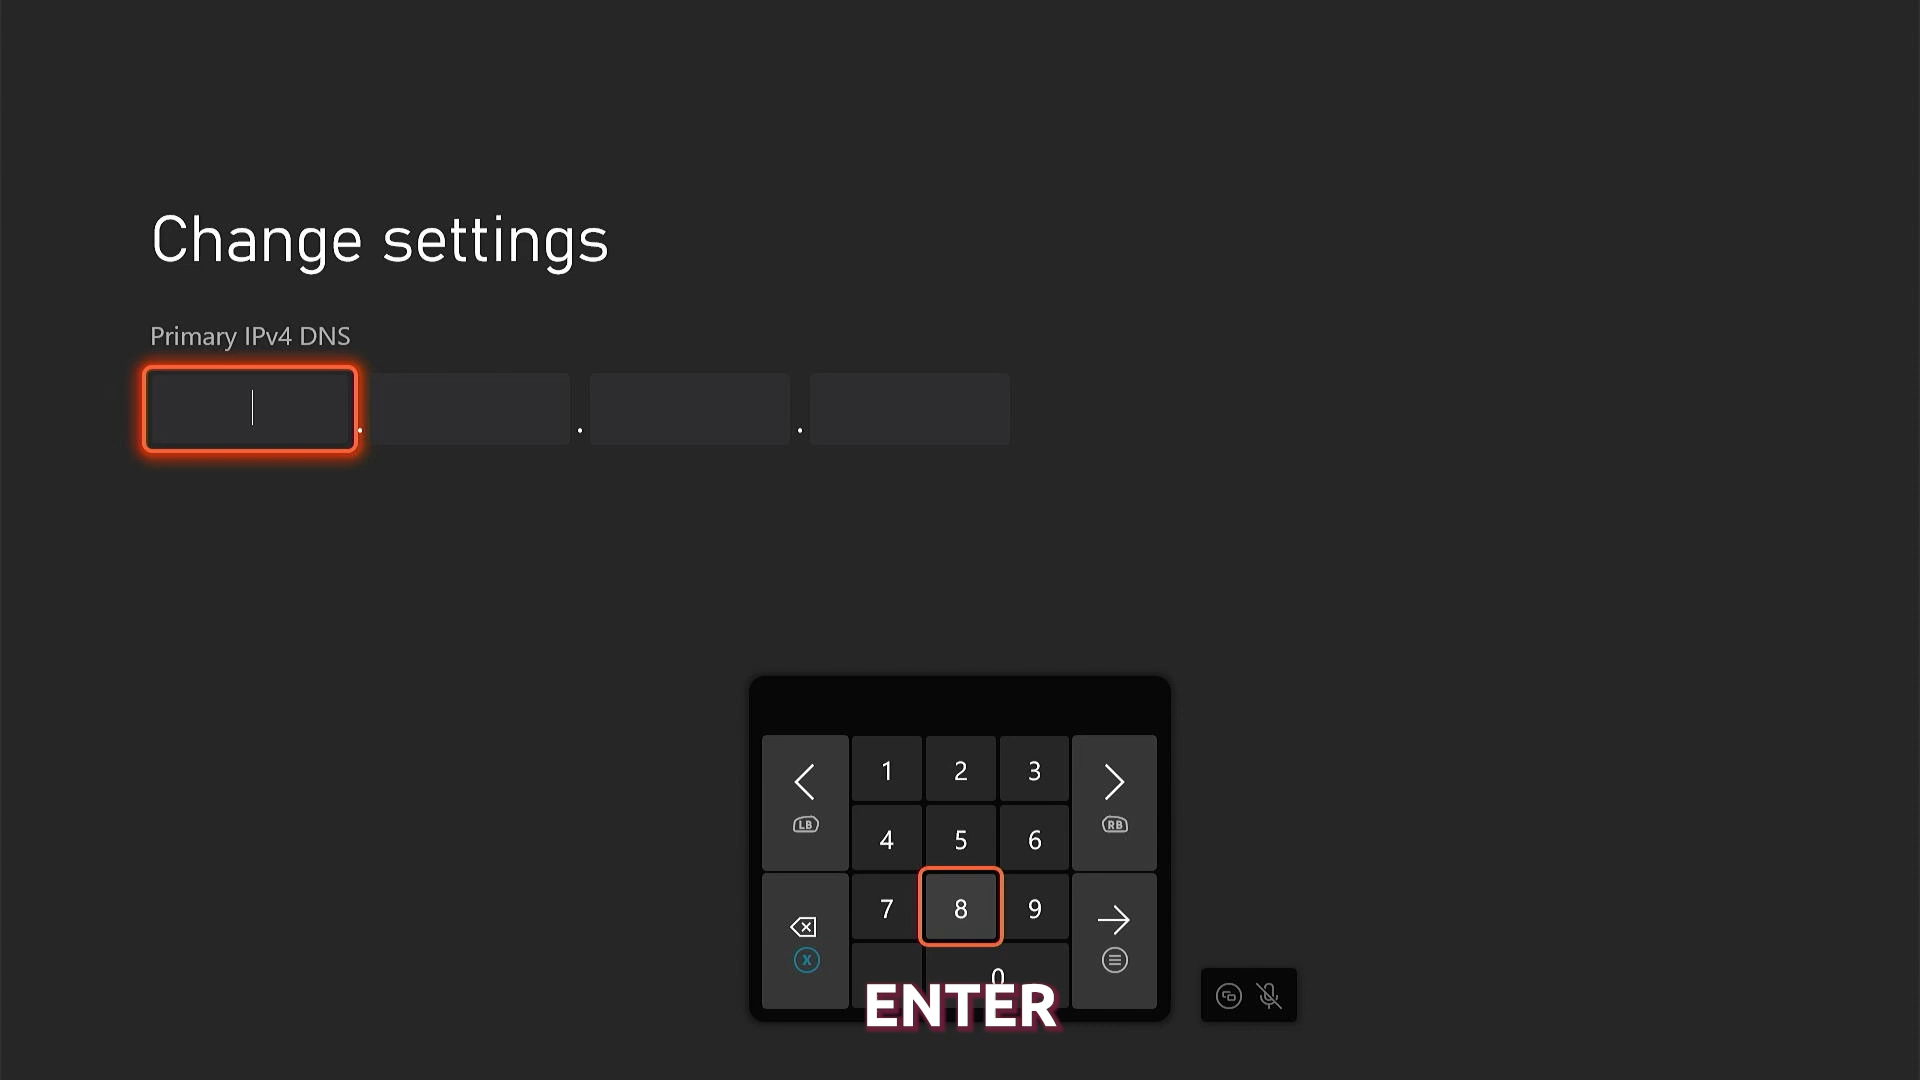 Change settings
Primary IPv4 DNS
. . .
1 2 3
LB RB
4 5 6
7 8 9
X
0
ENTER